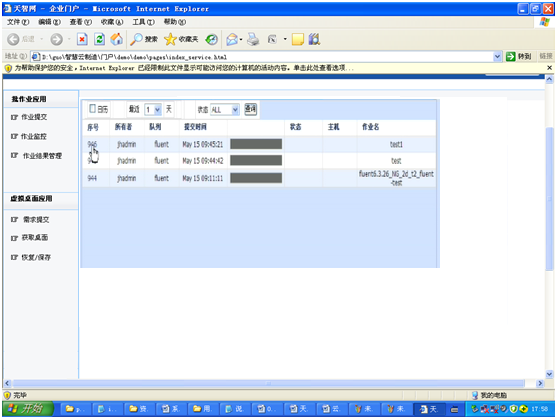 天智网 - 企业门户 - Microsoft Internet Explorer
文件(F) 编辑(E) 查看(V) 收藏(A) 工具(T) 帮助(H)
后退 搜索 收藏夹
地址(D) D:\guo\智慧云制造\门户\demo\demo\pages\index_service.html 转到 链接
为帮助保护您的安全，Internet Explorer 已经限制此文件显示可能访问您的计算机的活动内容。单击此处查看选项...
批作业应用
作业提交
作业监控
作业结果管理
虚拟桌面应用
需求提交
获取桌面
恢复/保存
日历 最近 1 天 状态 ALL 查询
序号 所有者 队列 提交时间 状态 主机 作业名
946 jhadmin fluent May 15 09:45:21 test1
jhadmin fluent May 15 09:44:42 test
944 jhadmin fluent May 15 09:11:11 fluent6.3.26_NG_2d_t2_fluent
-test
完毕 我的电脑
开始 天. 17:58